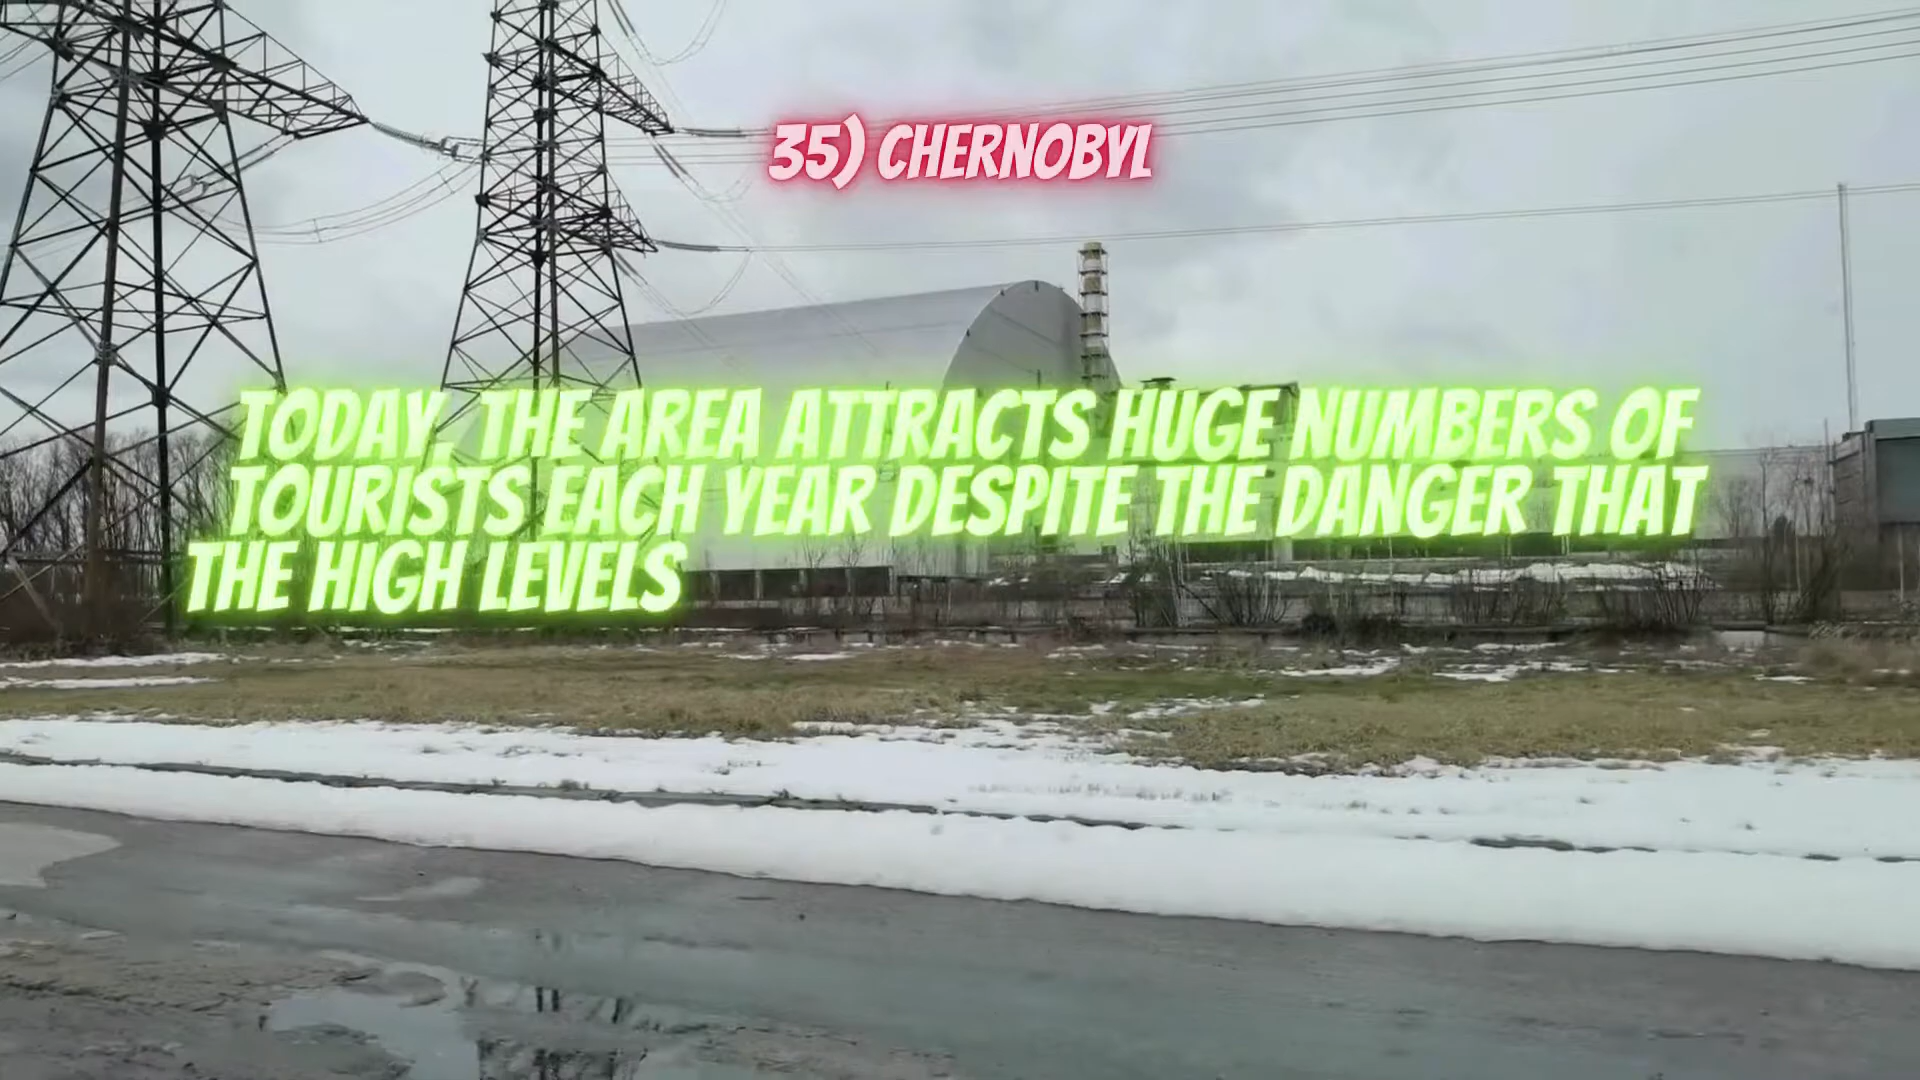 35) CHERNOBYL
TODAY, THE AREA ATTRACTS HUGE NUMBERS OF
TOURISTS EACH YEAR DESPITE THE DANGER THAT
THE HIGH LEVELS